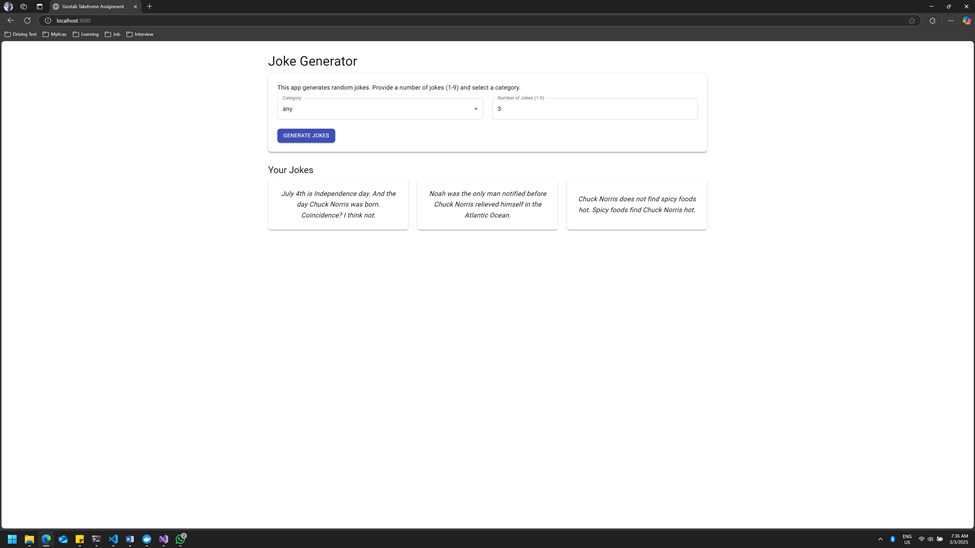 Geotab Takehome Assignment
localhost:3000
Driving Test
Myticas
Learning
Job
Interview
Joke Generator
This app generates random jokes. Provide a number of jokes (1-9) and select a category.
Category
any
Number of Jokes (1-9)
3
GENERATE JOKES
Your Jokes
July 4th is Independence day. And the
day Chuck Norris was born.
Coincidence? I think not.
Noah was the only man notified before
Chuck Norris relieved himself in the
Atlantic Ocean.
Chuck Norris does not find spicy foods
hot. Spicy foods find Chuck Norris hot.
ENG
US
7:36 AM
3/3/2025